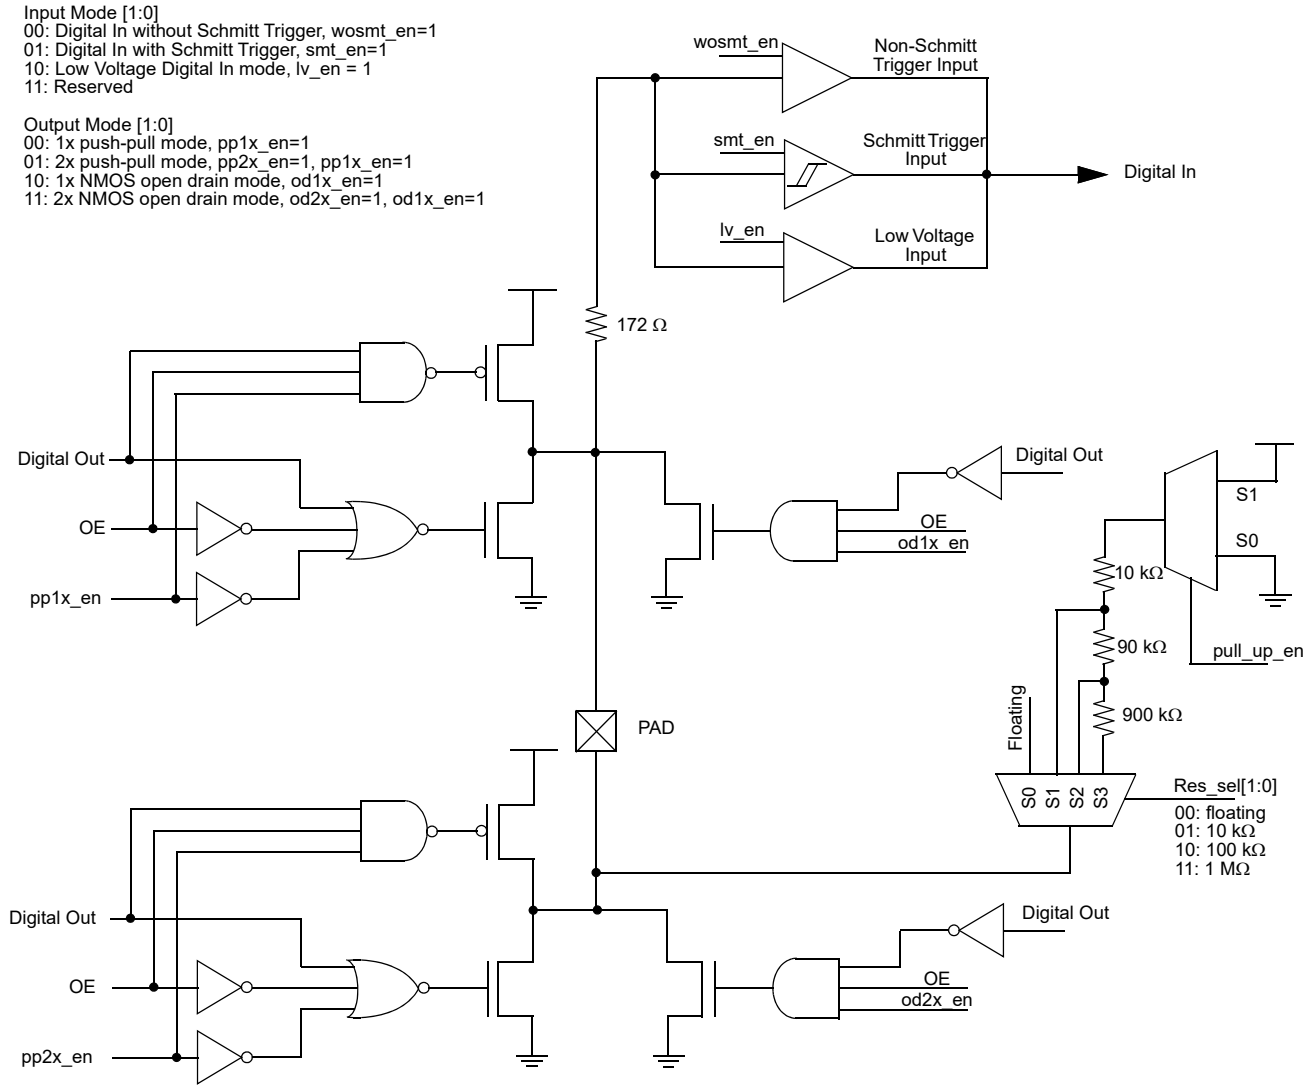 Input Mode [1:0]
00: Digital In without Schmitt Trigger, wosmt_en=1
01: Digital In with Schmitt Trigger, smt_en=1
10: Low Voltage Digital In mode, lv_en = 1
11: Reserved
Output Mode [1:0]
00: 1x push-pull mode, pp1x_en=1
01: 2x push-pull mode, pp2x_en=1, pp1x_en=1
10: 1x NMOS open drain mode, od1x_en=1
11: 2x NMOS open drain mode, od2x_en=1, od1x_en=1
wosmt_en
Non-Schmitt
Trigger Input
smt_en
Schmitt Trigger
Input
Digital In
lv_en
Low Voltage
Input
172 Ω
Digital Out
OE
pp1x_en
Digital Out
OE
od1x_en
S1
S0
pull_up_en
10 kΩ
90 kΩ
900 kΩ
Floating
PAD
S0
S1
S2
S3
Res_sel[1:0]
00: floating
01: 10 kΩ
10: 100 kΩ
11: 1 MΩ
Digital Out
OE
pp2x_en
Digital Out
OE
od2x_en